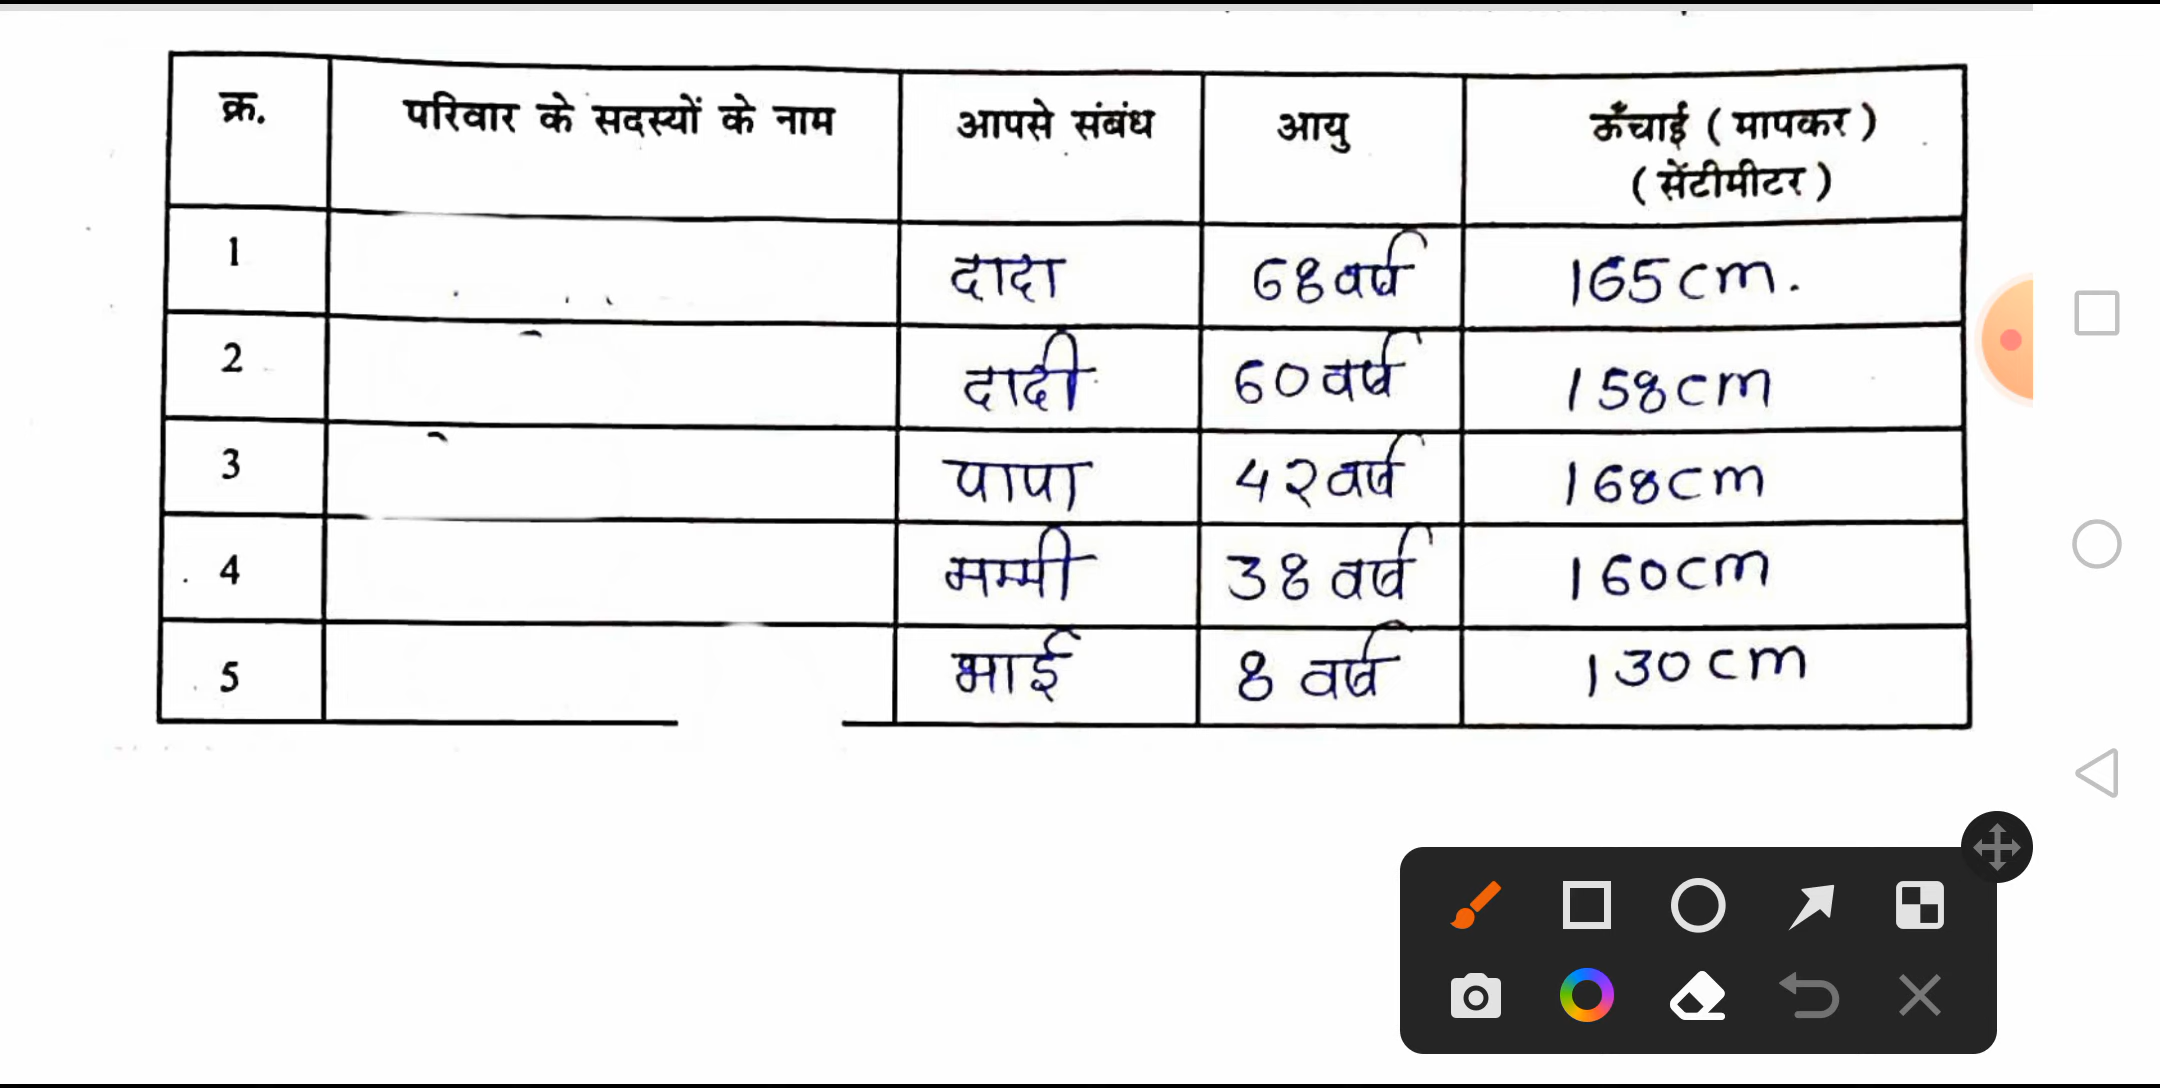 क्र. परिवार के सदस्यों के नाम आपसे संबंध आयु ऊँचाई ( मापकर )
( सेंटीमीटर )
1 दादा 68 वर्ष 165 cm.
2 दादी 60 वर्ष 158 cm
3 पापा 42 वर्ष 168 cm
4 मम्मी 38 वर्ष 160 cm
5 भाई 8 वर्ष 130 cm